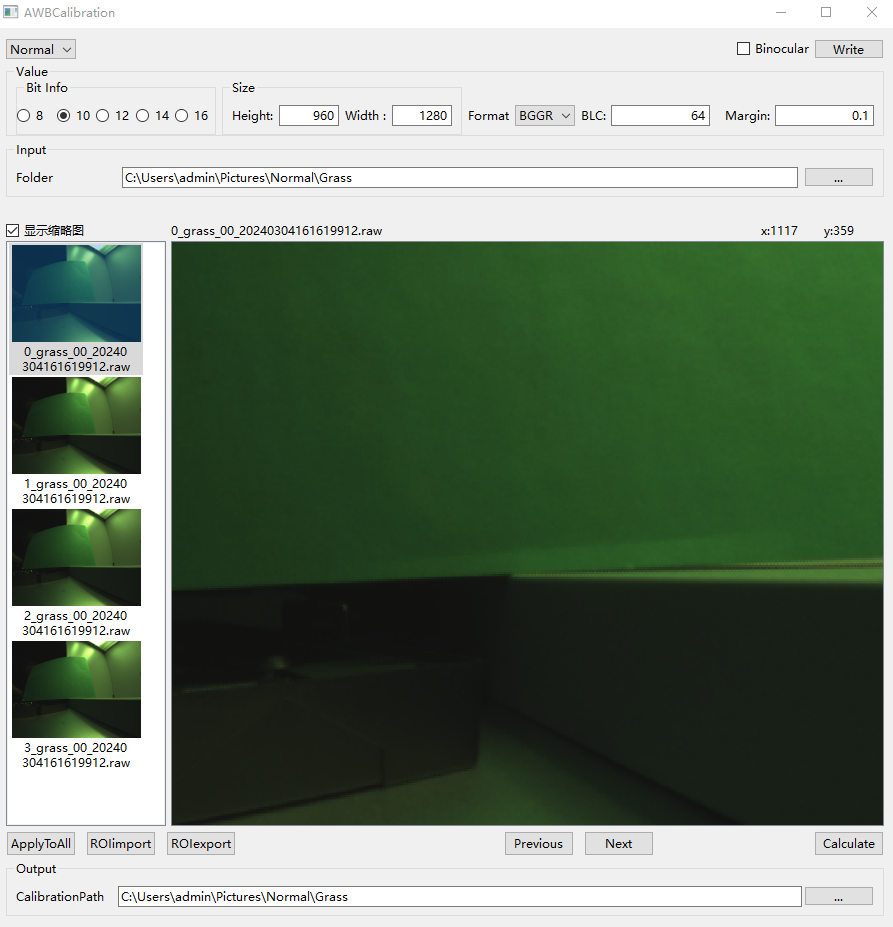 AWBCalibration
Normal
Binocular
Write
Value
Bit Info
8
10
12
14
16
Size
Height:
960
Width :
1280
Format
BGGR
BLC:
64
Margin:
0.1
Input
Folder
C:\Users\admin\Pictures\Normal\Grass
...
显示缩略图
0_grass_00_20240304161619912.raw
x:1117
y:359
0_grass_00_20240
304161619912.raw
1_grass_00_20240
304161619912.raw
2_grass_00_20240
304161619912.raw
3_grass_00_20240
304161619912.raw
ApplyToAll
ROIimport
ROIexport
Previous
Next
Calculate
Output
CalibrationPath
C:\Users\admin\Pictures\Normal\Grass
...